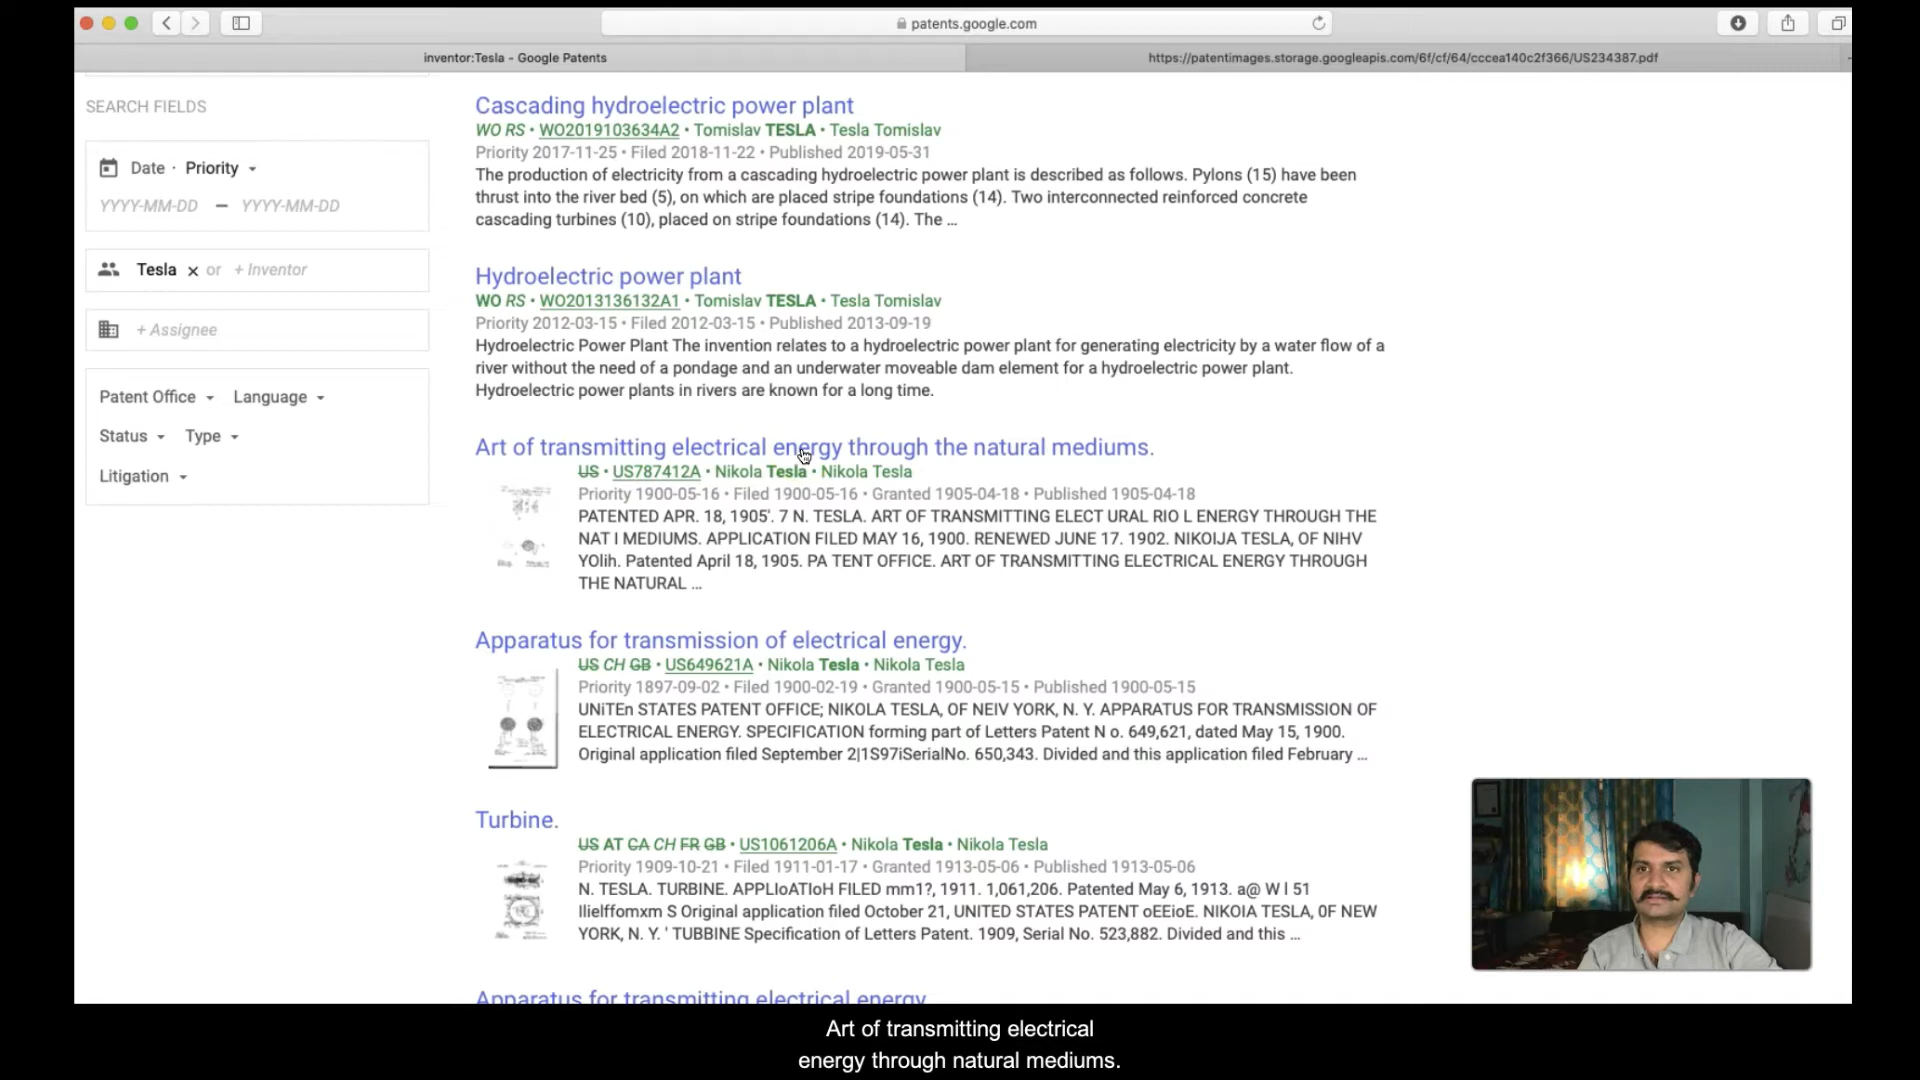 patents.google.com
inventor:Tesla - Google Patents
https://patentimages.storage.googleapis.com/6f/cf/64/cccea140c2f366/US234387.pdf
SEARCH FIELDS
Date · Priority
YYYY-MM-DD — YYYY-MM-DD
Tesla × or + Inventor
+ Assignee
Patent Office Language
Status Type
Litigation
Cascading hydroelectric power plant
WO RS • WO2019103634A2 • Tomislav TESLA • Tesla Tomislav
Priority 2017-11-25 • Filed 2018-11-22 • Published 2019-05-31
The production of electricity from a cascading hydroelectric power plant is described as follows. Pylons (15) have been
thrust into the river bed (5), on which are placed stripe foundations (14). Two interconnected reinforced concrete
cascading turbines (10), placed on stripe foundations (14). The ...
Hydroelectric power plant
WO RS • WO2013136132A1 • Tomislav TESLA • Tesla Tomislav
Priority 2012-03-15 • Filed 2012-03-15 • Published 2013-09-19
Hydroelectric Power Plant The invention relates to a hydroelectric power plant for generating electricity by a water flow of a
river without the need of a pondage and an underwater moveable dam element for a hydroelectric power plant.
Hydroelectric power plants in rivers are known for a long time.
Art of transmitting electrical energy through the natural mediums.
US • US787412A • Nikola Tesla • Nikola Tesla
Priority 1900-05-16 • Filed 1900-05-16 • Granted 1905-04-18 • Published 1905-04-18
PATENTED APR. 18, 1905'. 7 N. TESLA. ART OF TRANSMITTING ELECT URAL RIO L ENERGY THROUGH THE
NAT I MEDIUMS. APPLICATION FILED MAY 16, 1900. RENEWED JUNE 17. 1902. NIKOIJA TESLA, OF NIHV
YOlih. Patented April 18, 1905. PA TENT OFFICE. ART OF TRANSMITTING ELECTRICAL ENERGY THROUGH
THE NATURAL ...
Apparatus for transmission of electrical energy.
US CH GB • US649621A • Nikola Tesla • Nikola Tesla
Priority 1897-09-02 • Filed 1900-02-19 • Granted 1900-05-15 • Published 1900-05-15
UNiTEn STATES PATENT OFFICE; NIKOLA TESLA, OF NEIV YORK, N. Y. APPARATUS FOR TRANSMISSION OF
ELECTRICAL ENERGY. SPECIFICATION forming part of Letters Patent N o. 649,621, dated May 15, 1900.
Original application filed September 2|1S97iSerialNo. 650,343. Divided and this application filed February ...
Turbine.
US AT CA CH FR GB • US1061206A • Nikola Tesla • Nikola Tesla
Priority 1909-10-21 • Filed 1911-01-17 • Granted 1913-05-06 • Published 1913-05-06
N. TESLA. TURBINE. APPLIoATIoH FILED mm1?, 1911. 1,061,206. Patented May 6, 1913. a@ W l 51
llielffomxm S Original application filed October 21, UNITED STATES PATENT oEEioE. NIKOIA TESLA, 0F NEW
YORK, N. Y. ' TUBBINE Specification of Letters Patent. 1909, Serial No. 523,882. Divided and this ...
Apparatus for transmitting electrical energy
Art of transmitting electrical
energy through natural mediums.